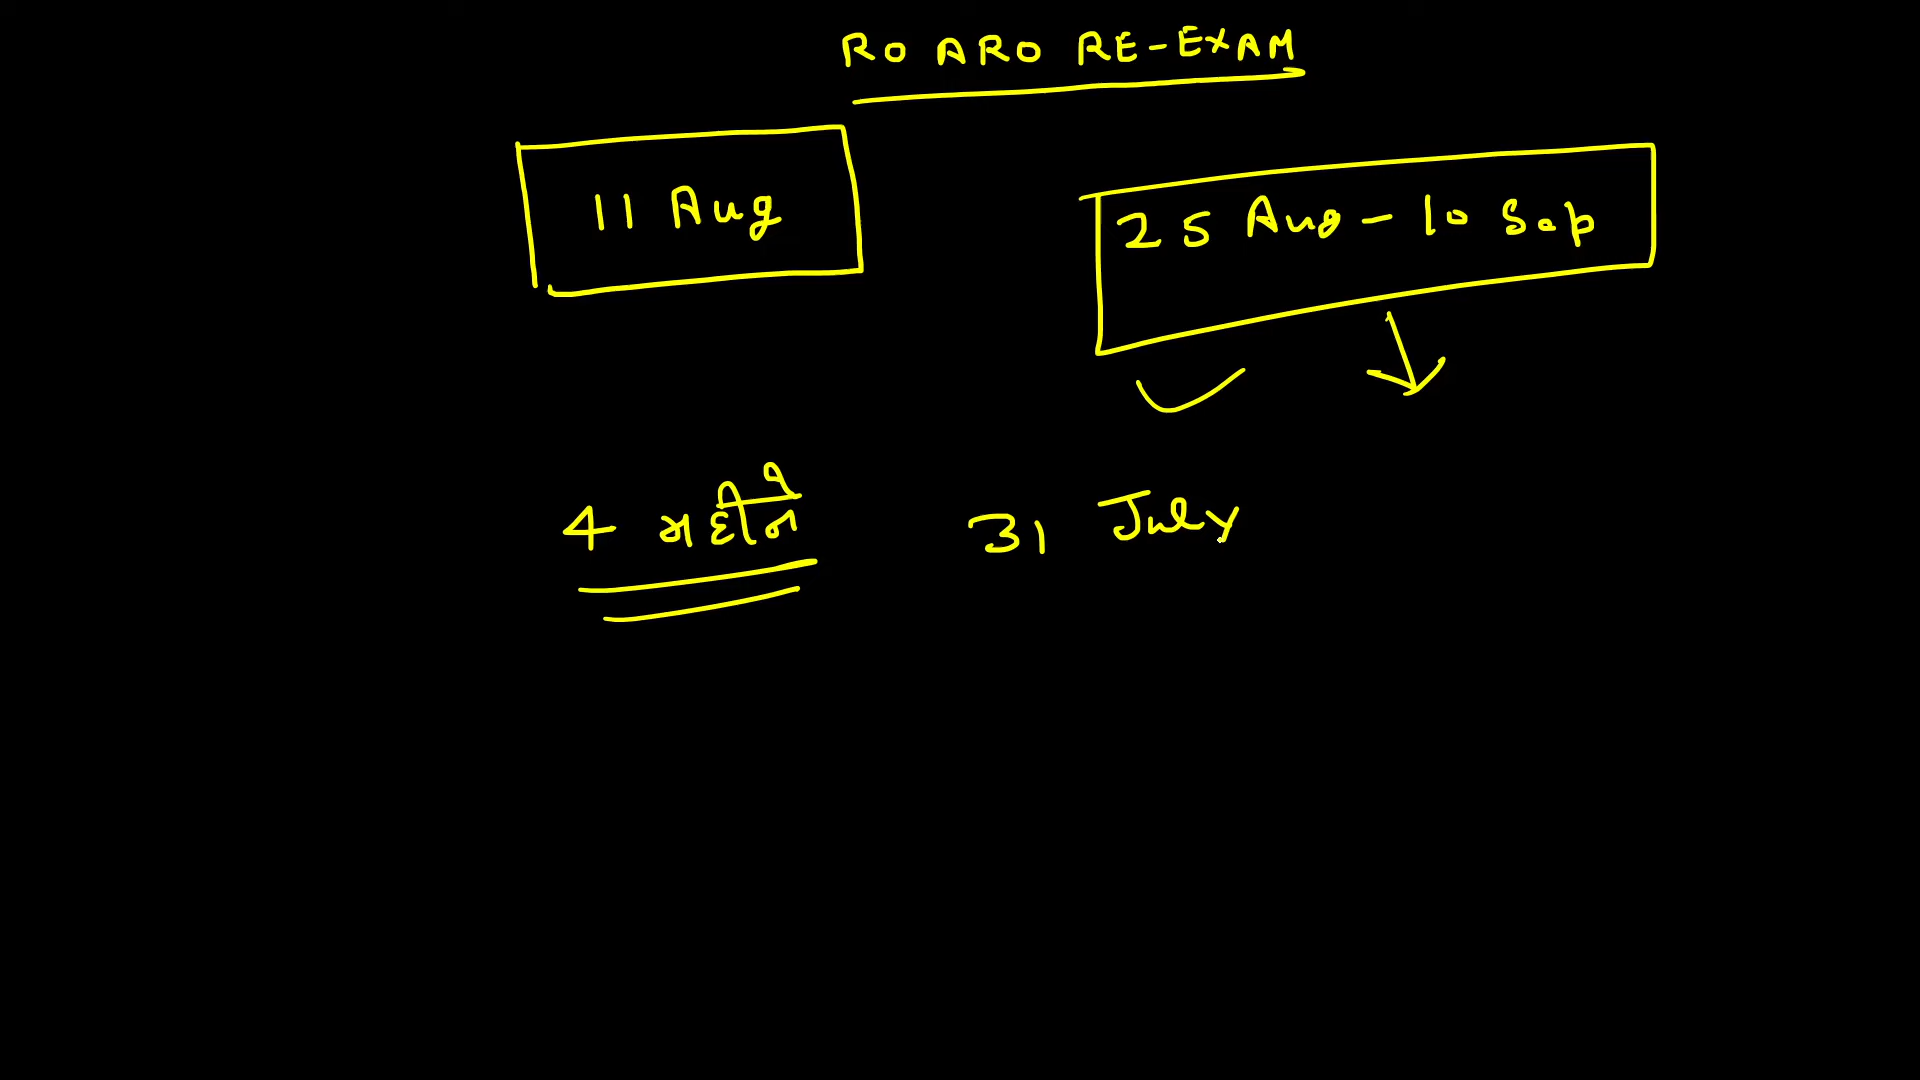 RO ARO RE-EXAM
11 Aug
25 Aug - 10 Sep
4 महीने 31 July